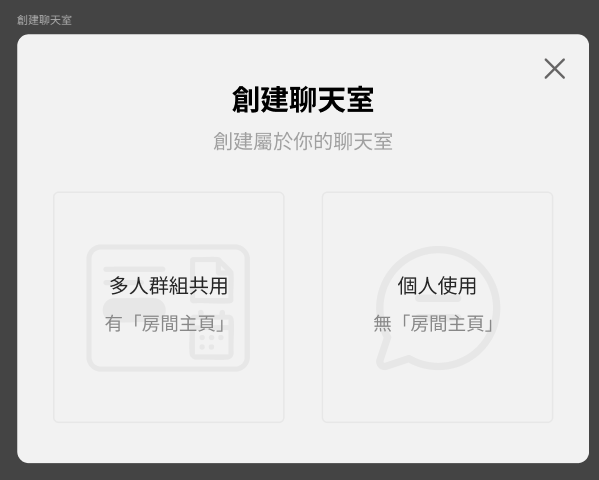 創建聊天室
創建聊天室
創建屬於你的聊天室
多人群組共用
有「房間主頁」
個人使用
無「房間主頁」